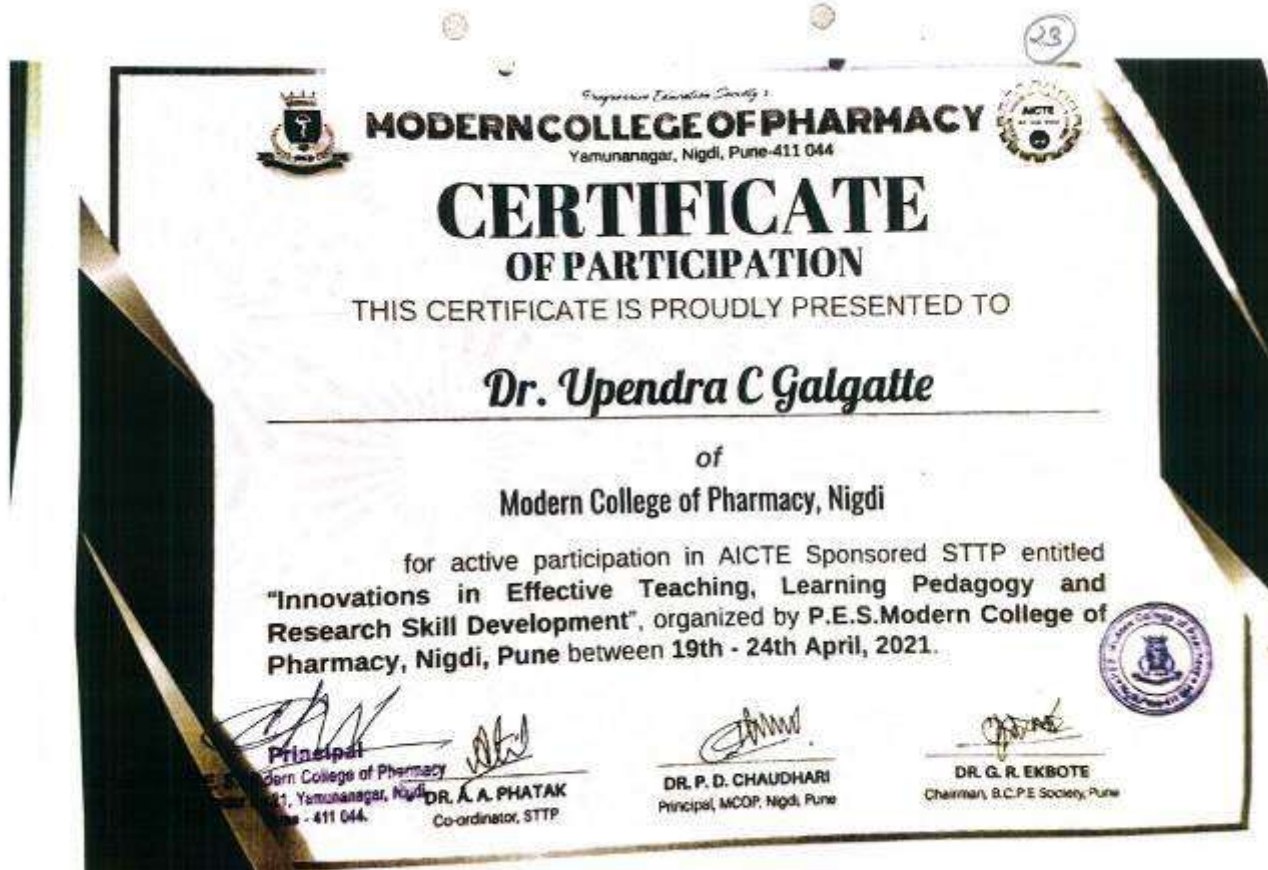 23
Progressive Education Society's
MODERN COLLEGE OF PHARMACY
Yamunanagar, Nigdi, Pune-411 044
AICTE
CERTIFICATE
OF PARTICIPATION
THIS CERTIFICATE IS PROUDLY PRESENTED TO
Dr. Upendra C Galgatte
of
Modern College of Pharmacy, Nigdi
for active participation in AICTE Sponsored STTP entitled
"Innovations in Effective Teaching, Learning Pedagogy and
Research Skill Development", organized by P.E.S.Modern College of
Pharmacy, Nigdi, Pune between 19th - 24th April, 2021.
Principal
Modern College of Pharmacy
21, Yamunanagar, Nigdi,
- 411 044.
DR. A. A. PHATAK
Co-ordinator, STTP
DR. P. D. CHAUDHARI
Principal, MCOP, Nigdi, Pune
DR. G. R. EKBOTE
Chairman, B.C.P.E Society, Pune